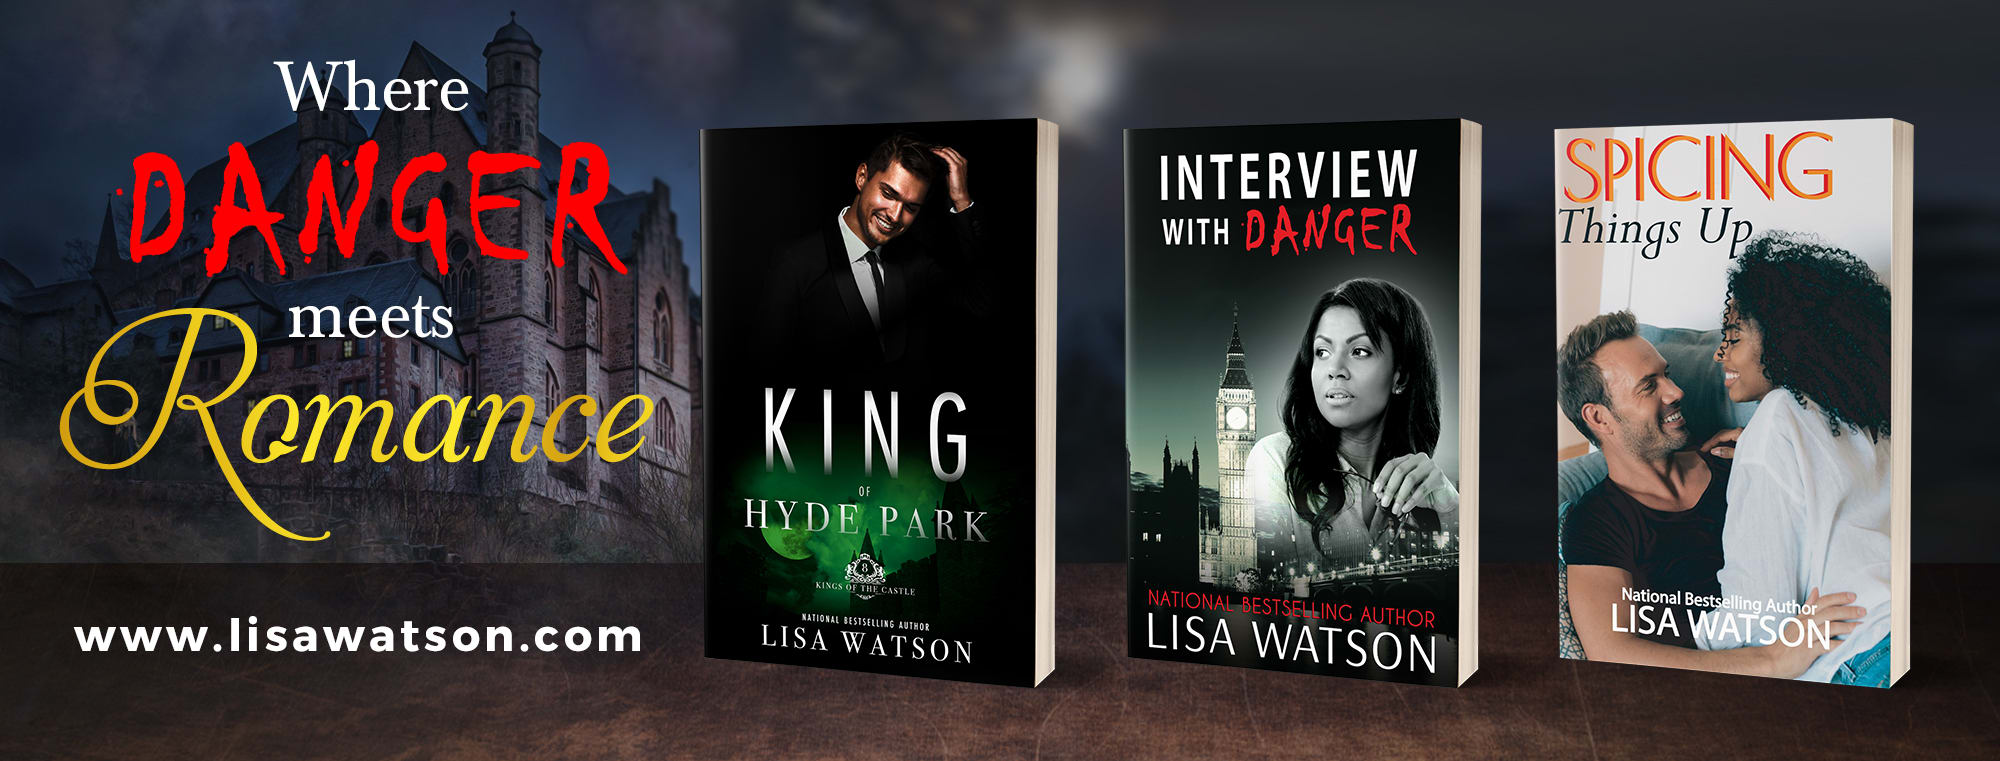 Where
DANGER
meets
Romance
www.lisawatson.com
KING
OF
HYDE PARK
8
KINGS OF THE CASTLE
NATIONAL BESTSELLING AUTHOR
LISA WATSON
INTERVIEW
WITH DANGER
NATIONAL BESTSELLING AUTHOR
LISA WATSON
SPICING
Things Up
National Bestselling Author
LISA WATSON